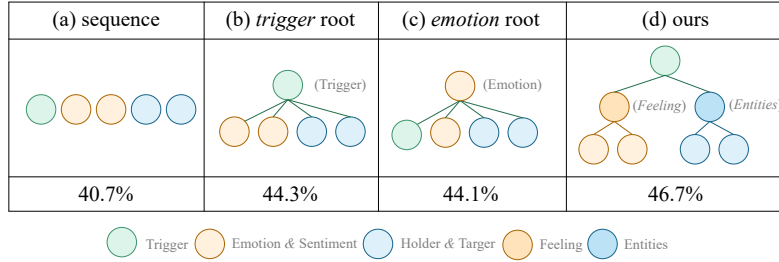 (a) sequence
(b) trigger root
(c) emotion root
(d) ours
(Trigger)
(Emotion)
(Feeling)
(Entities)
40.7%
44.3%
44.1%
46.7%
Trigger
Emotion & Sentiment
Holder & Targer
Feeling
Entities